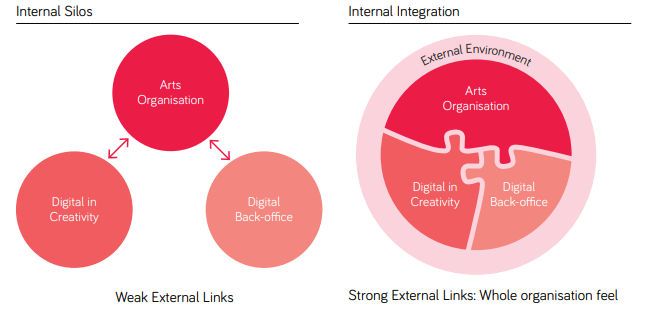 Internal Silos
Arts
Organisation
Digital in
Creativity
Digital
Back-office
Weak External Links
Internal Integration
External Environment
Arts
Organisation
Digital in
Creativity
Digital
Back-office
Strong External Links: Whole organisation feel